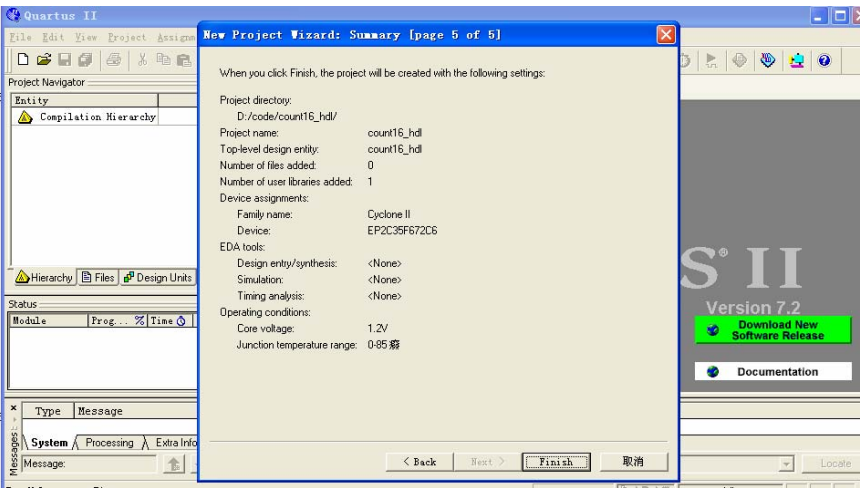 Quartus II
File Edit View Project Assignm
Project Navigator
Entity
Compilation Hierarchy
Hierarchy Files Design Units
Status
Module Prog... % Time
New Project Wizard: Summary [page 5 of 5]
When you click Finish, the project will be created with the following settings:
Project directory:
D:/code/count16_hdl/
Project name: count16_hdl
Top-level design entity: count16_hdl
Number of files added: 0
Number of user libraries added: 1
Device assignments:
Family name: Cyclone II
Device: EP2C35F672C6
EDA tools:
Design entry/synthesis: <None>
Simulation: <None>
Timing analysis: <None>
Operating conditions:
Core voltage: 1.2V
Junction temperature range: 0-85 癈
< Back Next > Finish 取消
S® II
Version 7.2
Download New
Software Release
Documentation
Type Message
System Processing Extra Info
Messages
Message: Locate